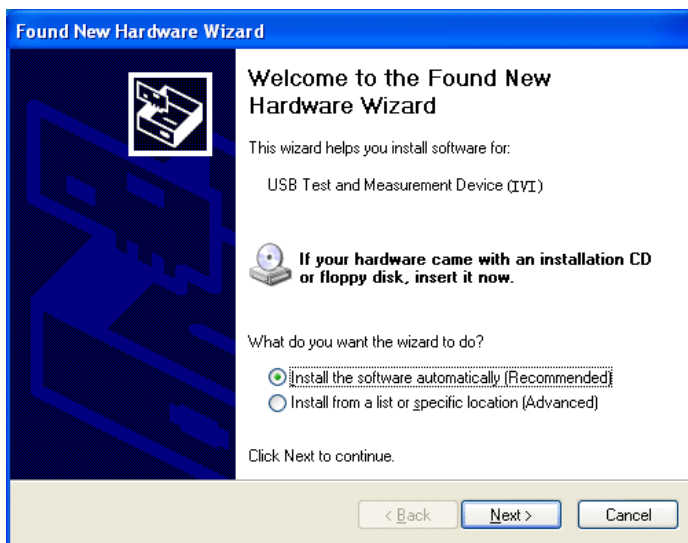 Found New Hardware Wizard
Welcome to the Found New
Hardware Wizard
This wizard helps you install software for:
USB Test and Measurement Device (IVI)
If your hardware came with an installation CD
or floppy disk, insert it now.
What do you want the wizard to do?
Install the software automatically (Recommended)
Install from a list or specific location (Advanced)
Click Next to continue.
< Back
Next >
Cancel